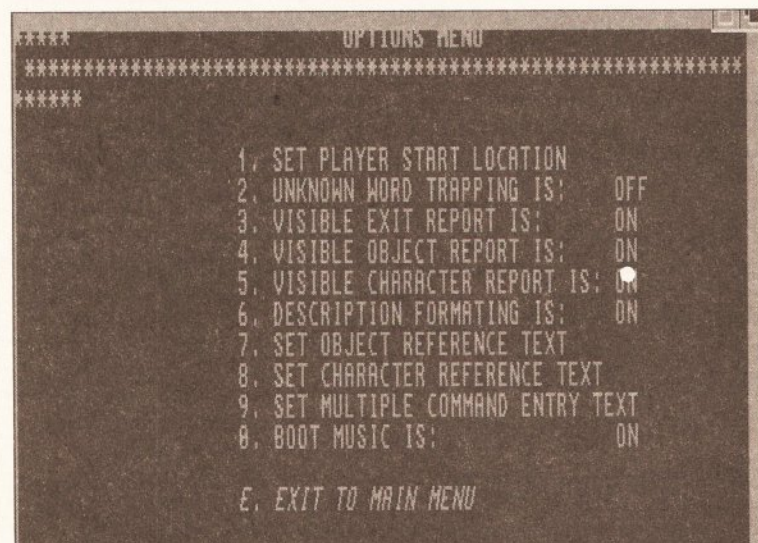 ***** OPTIONS MENU
*************************************************************
******
1. SET PLAYER START LOCATION
2. UNKNOWN WORD TRAPPING IS: OFF
3. VISIBLE EXIT REPORT IS: ON
4. VISIBLE OBJECT REPORT IS: ON
5. VISIBLE CHARACTER REPORT IS: ON
6. DESCRIPTION FORMATING IS: ON
7. SET OBJECT REFERENCE TEXT
8. SET CHARACTER REFERENCE TEXT
9. SET MULTIPLE COMMAND ENTRY TEXT
0. BOOT MUSIC IS: ON
E. EXIT TO MAIN MENU